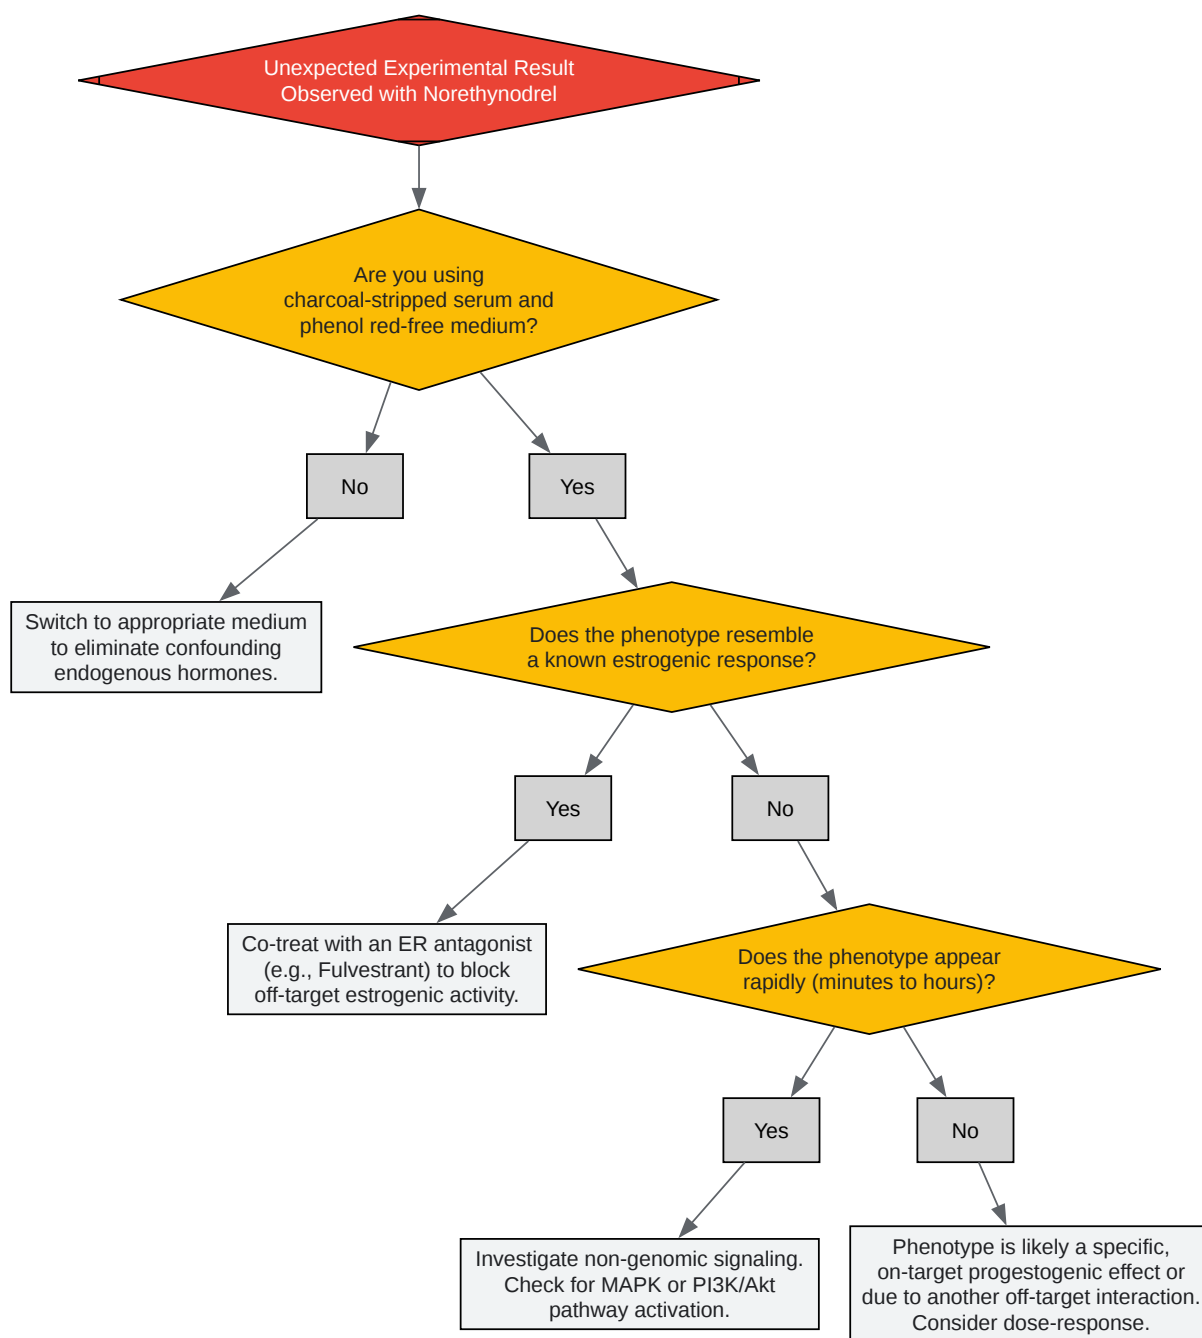 Unexpected Experimental Result
Observed with Norethynodrel
Are you using
charcoal-stripped serum and
phenol red-free medium?
No
Yes
Switch to appropriate medium
to eliminate confounding
endogenous hormones.
Does the phenotype resemble
a known estrogenic response?
Yes
No
Co-treat with an ER antagonist
(e.g., Fulvestrant) to block
off-target estrogenic activity.
Does the phenotype appear
rapidly (minutes to hours)?
Yes
No
Investigate non-genomic signaling.
Check for MAPK or PI3K/Akt
pathway activation.
Phenotype is likely a specific,
on-target progestogenic effect or
due to another off-target interaction.
Consider dose-response.